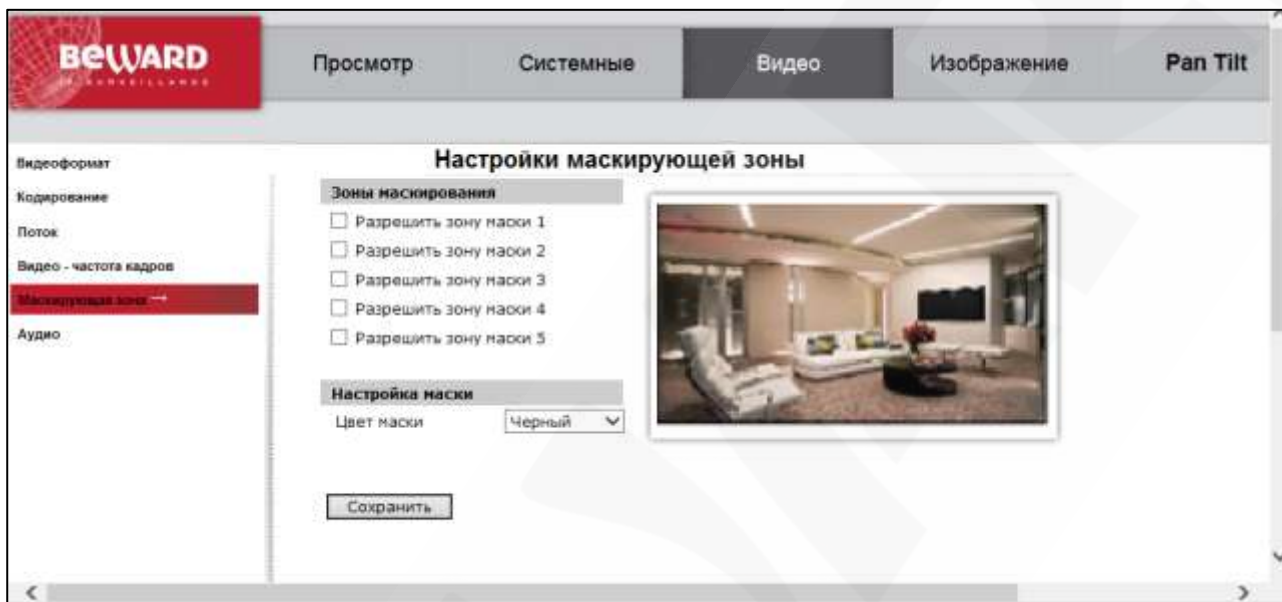 BEWARD
Просмотр
Системные
Видео
Изображение
Pan Tilt
Видеоформат
Кодирование
Поток
Видео - частота кадров
Маскирующая зона →
Аудио
Настройки маскирующей зоны
Зоны маскирования
Разрешить зону маски 1
Разрешить зону маски 2
Разрешить зону маски 3
Разрешить зону маски 4
Разрешить зону маски 5
Настройка маски
Цвет маски
Черный
Сохранить